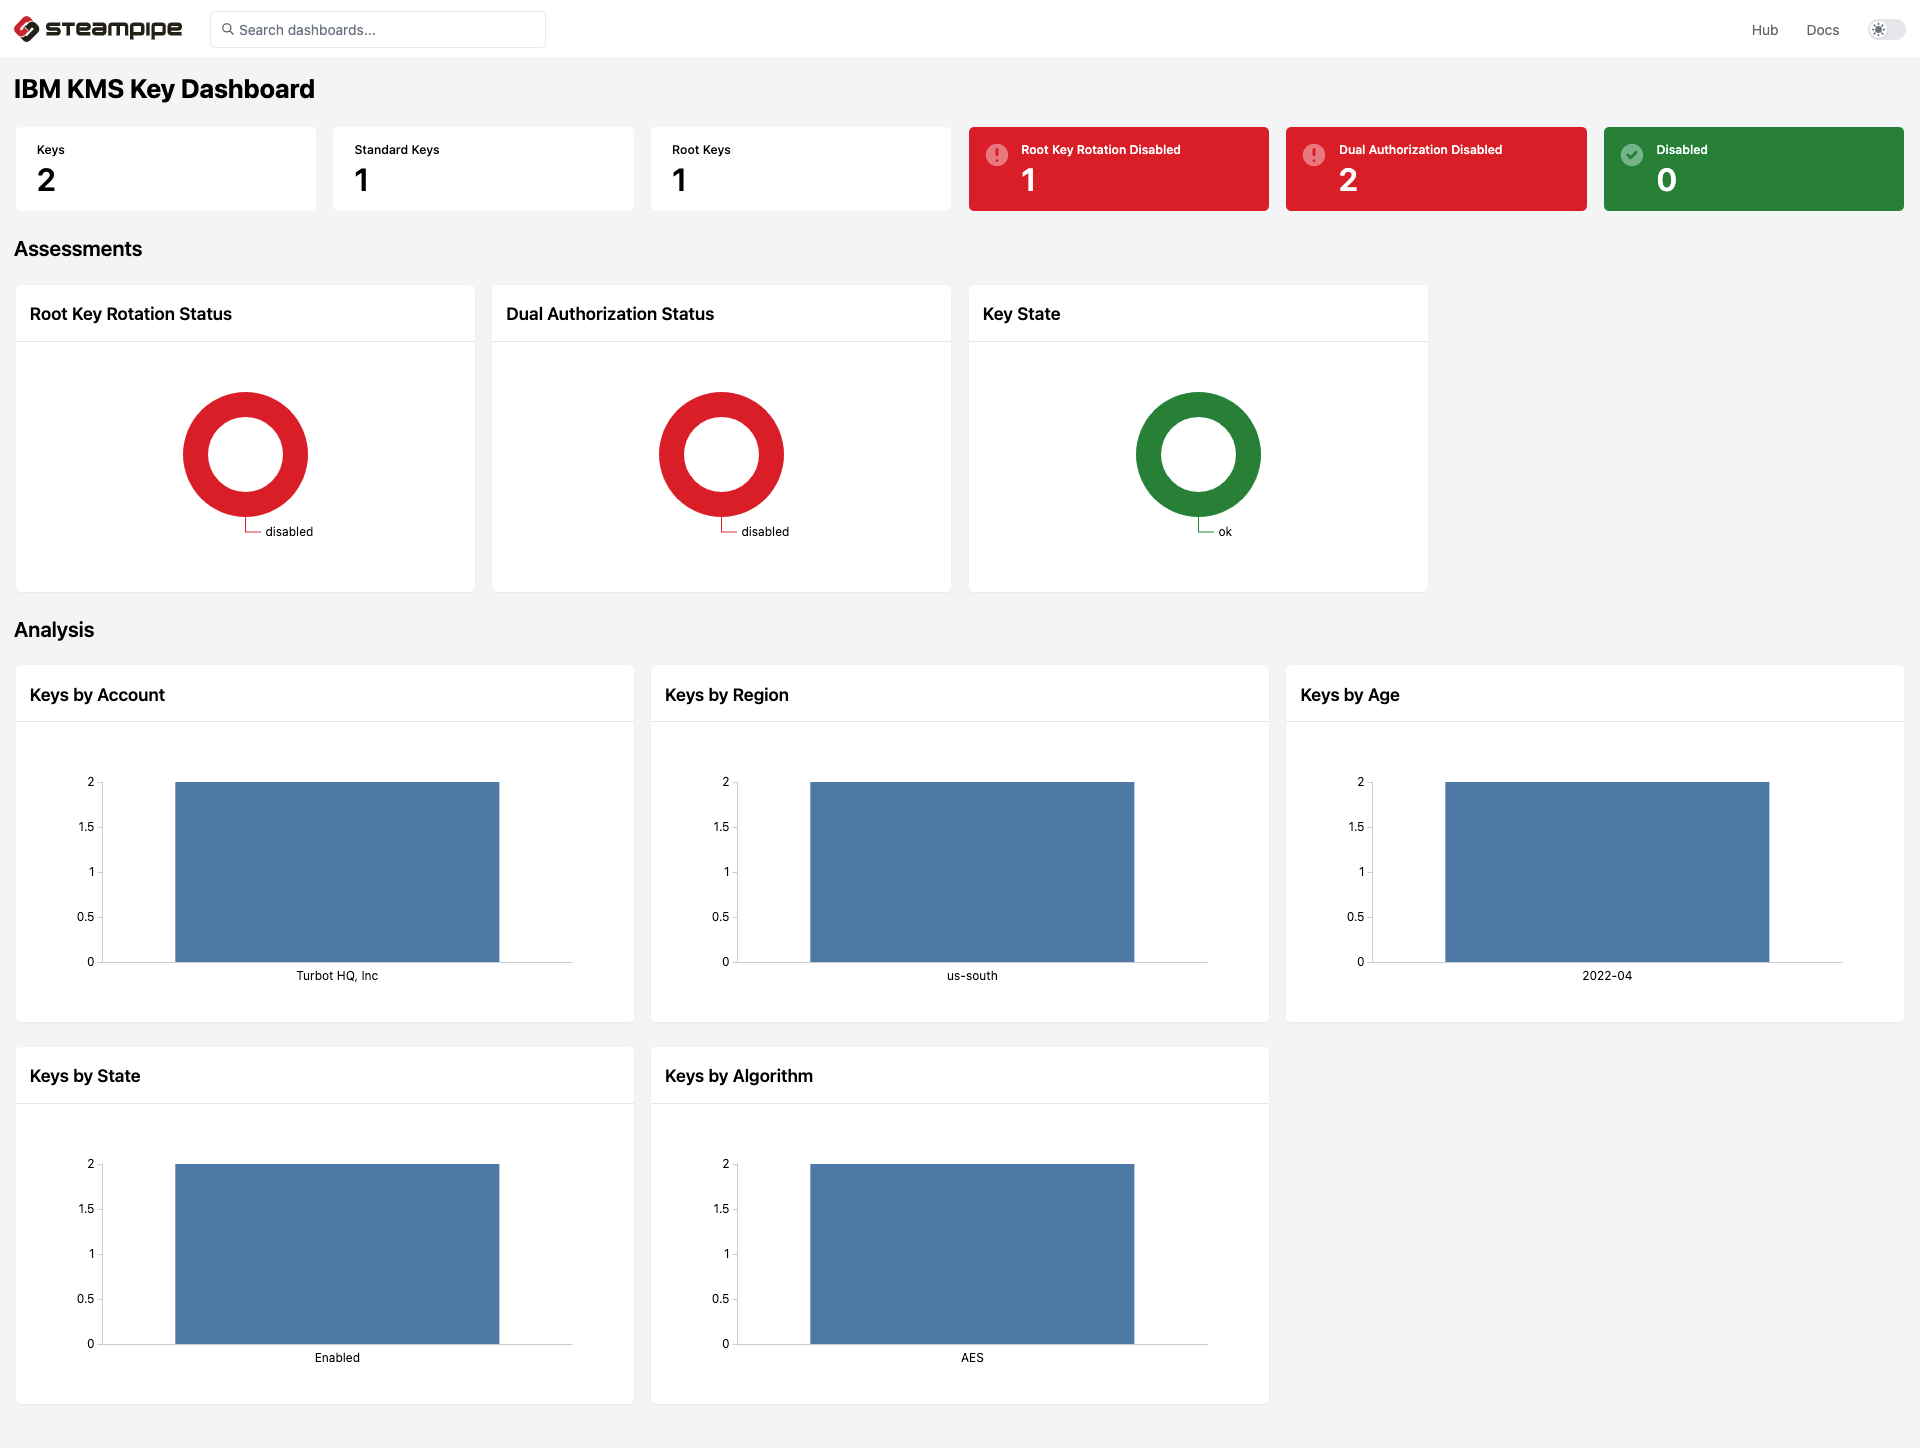 steampipe
Search dashboards...
Hub
Docs
IBM KMS Key Dashboard
Keys
2
Standard Keys
1
Root Keys
1
Root Key Rotation Disabled
1
Dual Authorization Disabled
2
Disabled
0
Assessments
Root Key Rotation Status
disabled
Dual Authorization Status
disabled
Key State
ok
Analysis
Keys by Account
2
1.5
1
0.5
0
Turbot HQ, Inc
Keys by Region
2
1.5
1
0.5
0
us-south
Keys by Age
2
1.5
1
0.5
0
2022-04
Keys by State
2
1.5
1
0.5
0
Enabled
Keys by Algorithm
2
1.5
1
0.5
0
AES